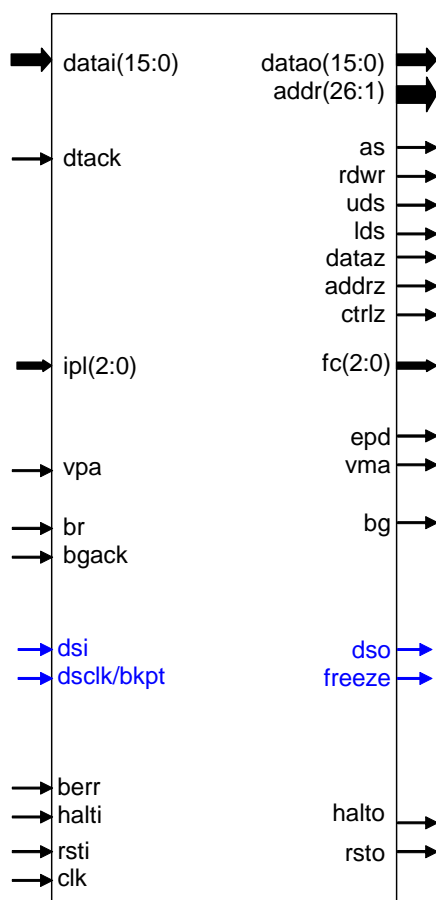 datai(15:0) datao(15:0)
addr(26:1)
dtack as
rdwr
uds
lds
dataz
addrz
ctrlz
ipl(2:0) fc(2:0)
epd
vpa vma
br bg
bgack
dsi dso
dsclk/bkpt freeze
berr
halti halto
rsti rsto
clk